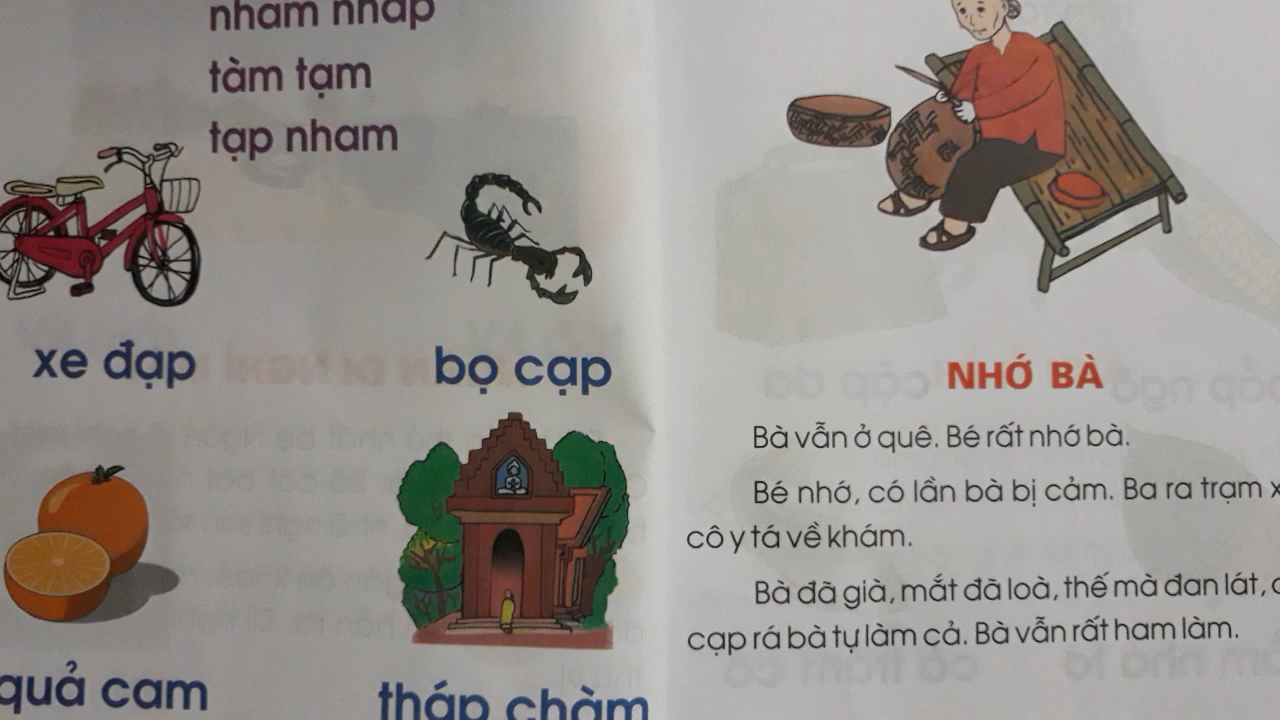 nham nháp
tàm tạm
tạp nham
xe đạp
bọ cạp
quả cam
tháp chàm
NHỚ BÀ
Bà vẫn ở quê. Bé rất nhớ bà.
Bé nhớ, có lần bà bị cảm. Ba ra trạm
cô y tá về khám.
Bà đã già, mắt đã loà, thế mà đan lát,
cạp rá bà tự làm cả. Bà vẫn rất ham làm.